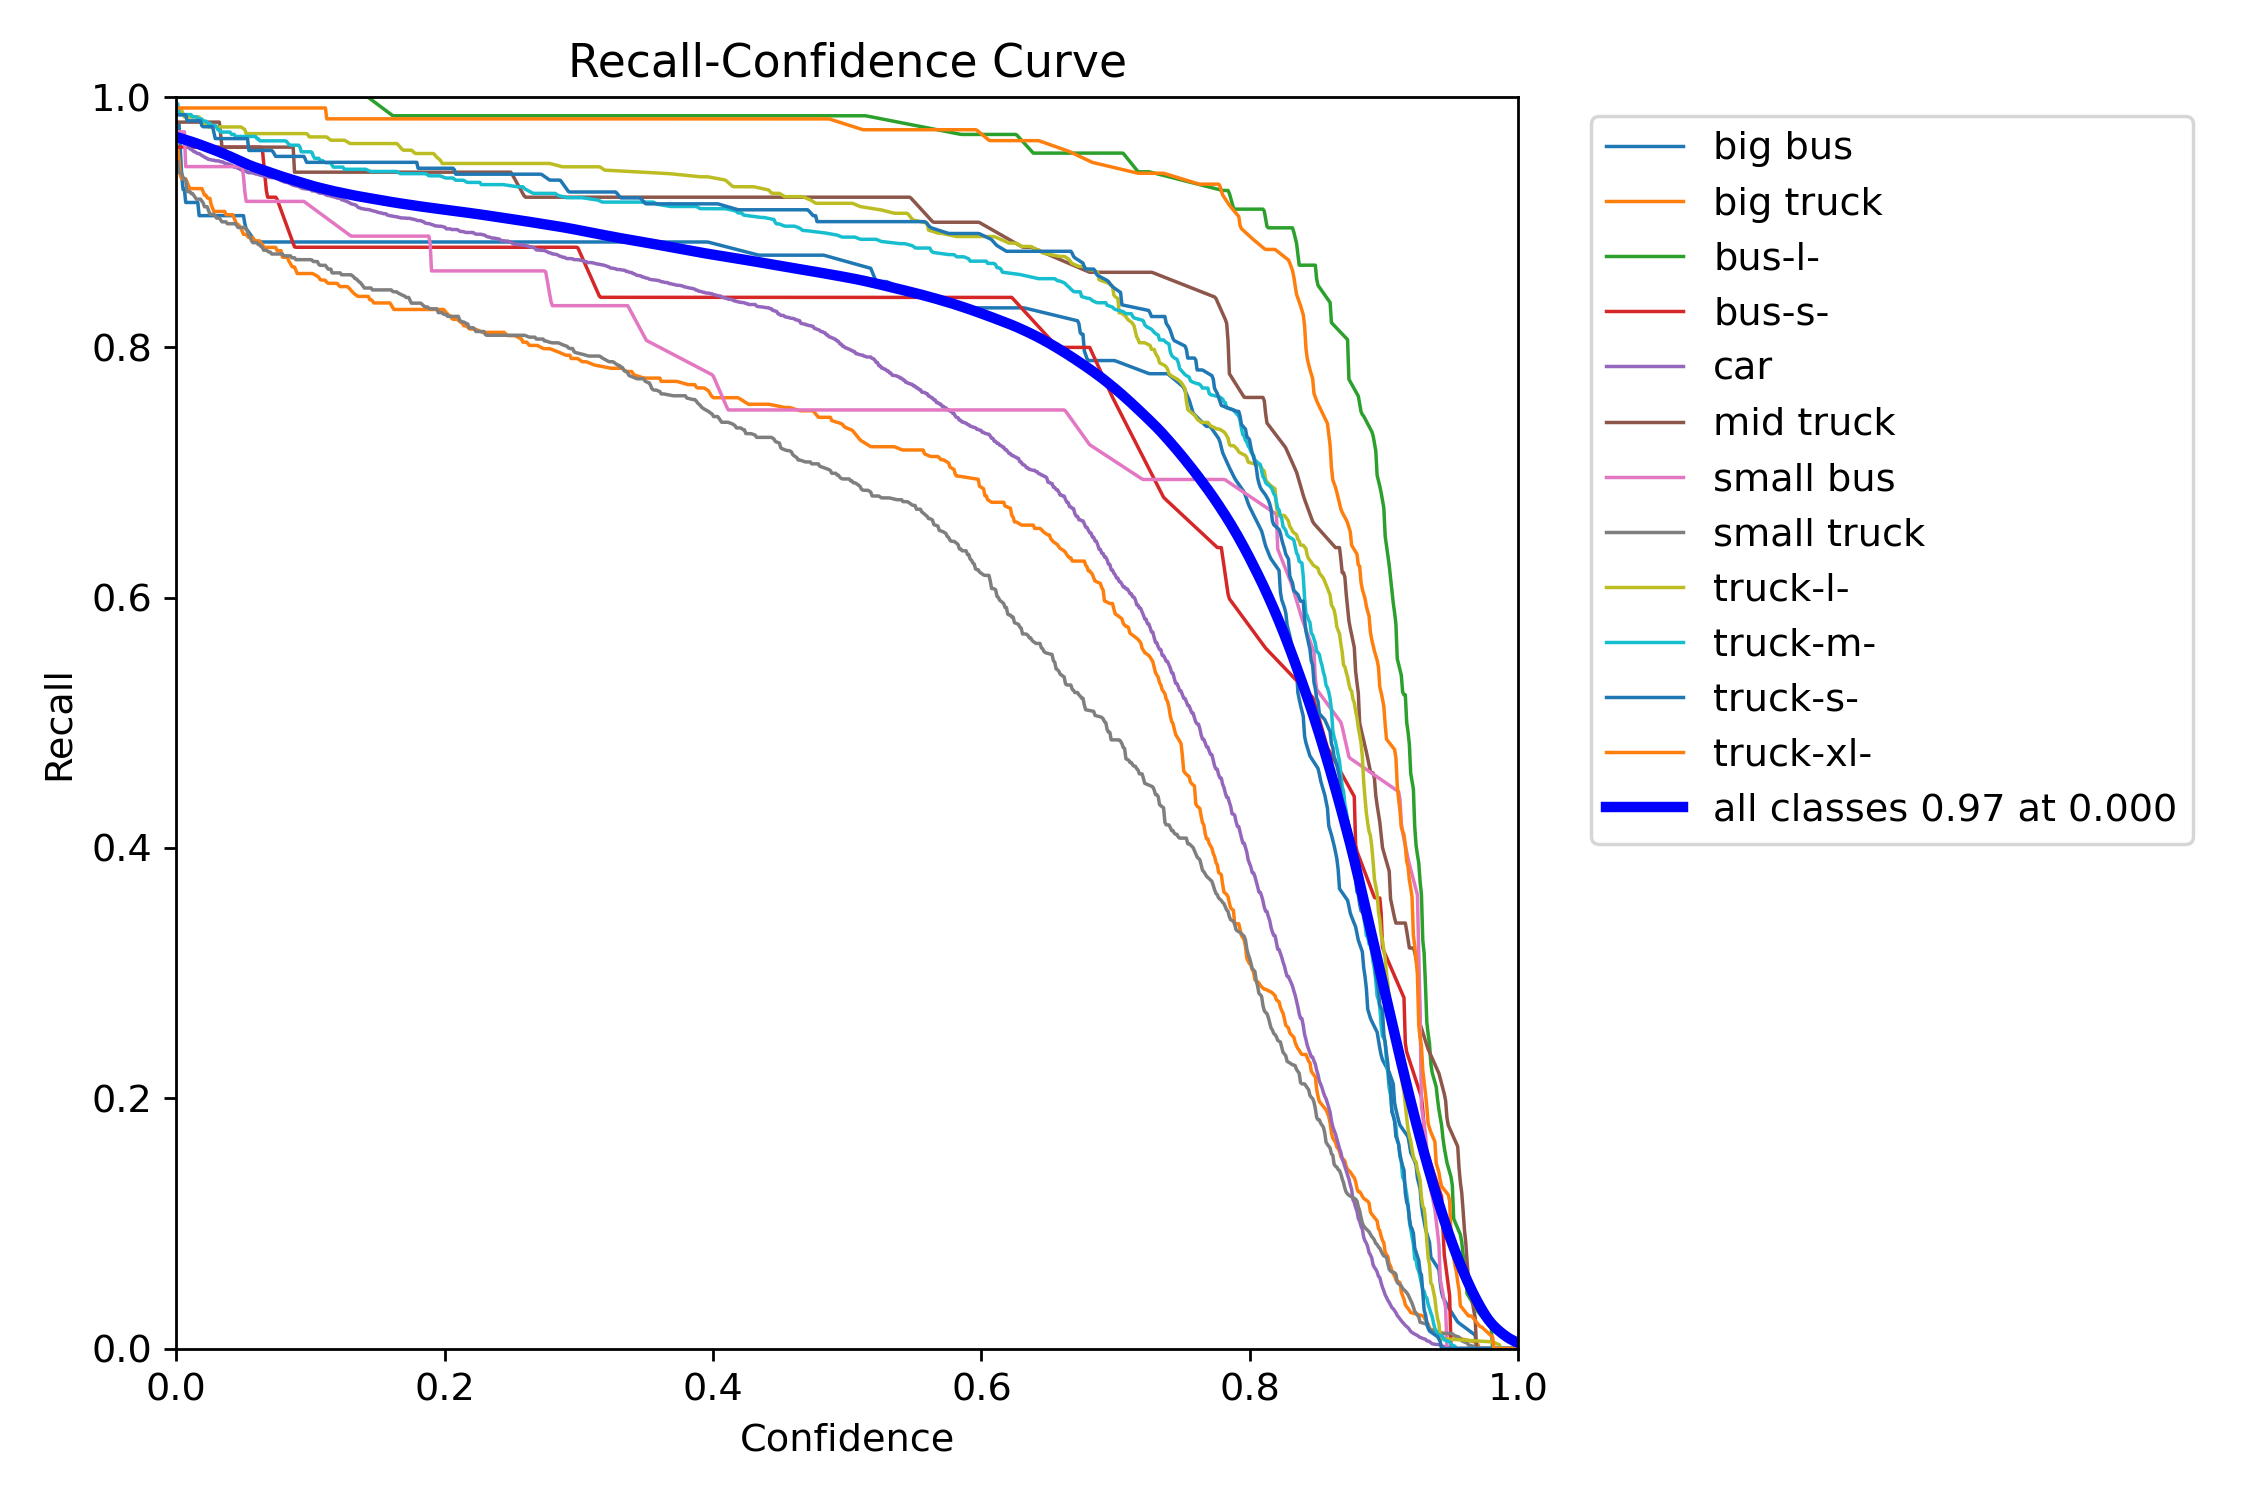 Recall-Confidence Curve
1.0
0.8
0.6
0.4
0.2
0.0
Recall
0.0 0.2 0.4 0.6 0.8 1.0
Confidence
big bus
big truck
bus-l-
bus-s-
car
mid truck
small bus
small truck
truck-l-
truck-m-
truck-s-
truck-xl-
all classes 0.97 at 0.000